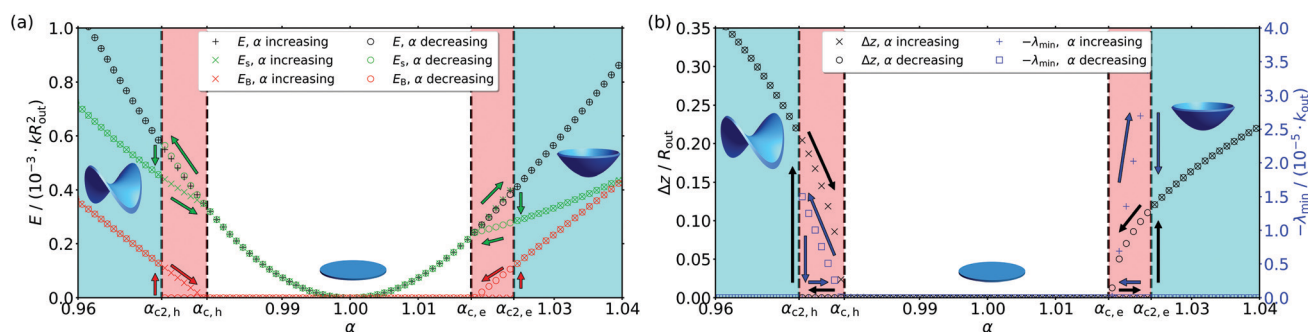 (a)
1.0
0.8
0.6
0.4
0.2
0.0
E / (10⁻³ · kR²out)
+ E, α increasing
× Es, α increasing
× EB, α increasing
○ E, α decreasing
○ Es, α decreasing
○ EB, α decreasing
0.96 αc2, h αc, h 0.99 1.00 1.01 αc, e αc2, e 1.03 1.04
α
(b)
0.35
0.30
0.25
0.20
0.15
0.10
0.05
0.00
Δz / Rout
× Δz, α increasing
○ Δz, α decreasing
+ −λmin, α increasing
□ −λmin, α decreasing
4.0
3.5
3.0
2.5
2.0
1.5
1.0
0.5
0.0
−λmin / (10⁻⁵ · kout)
0.96 αc2, h αc, h 0.99 1.00 1.01 αc, e αc2, e 1.03 1.04
α